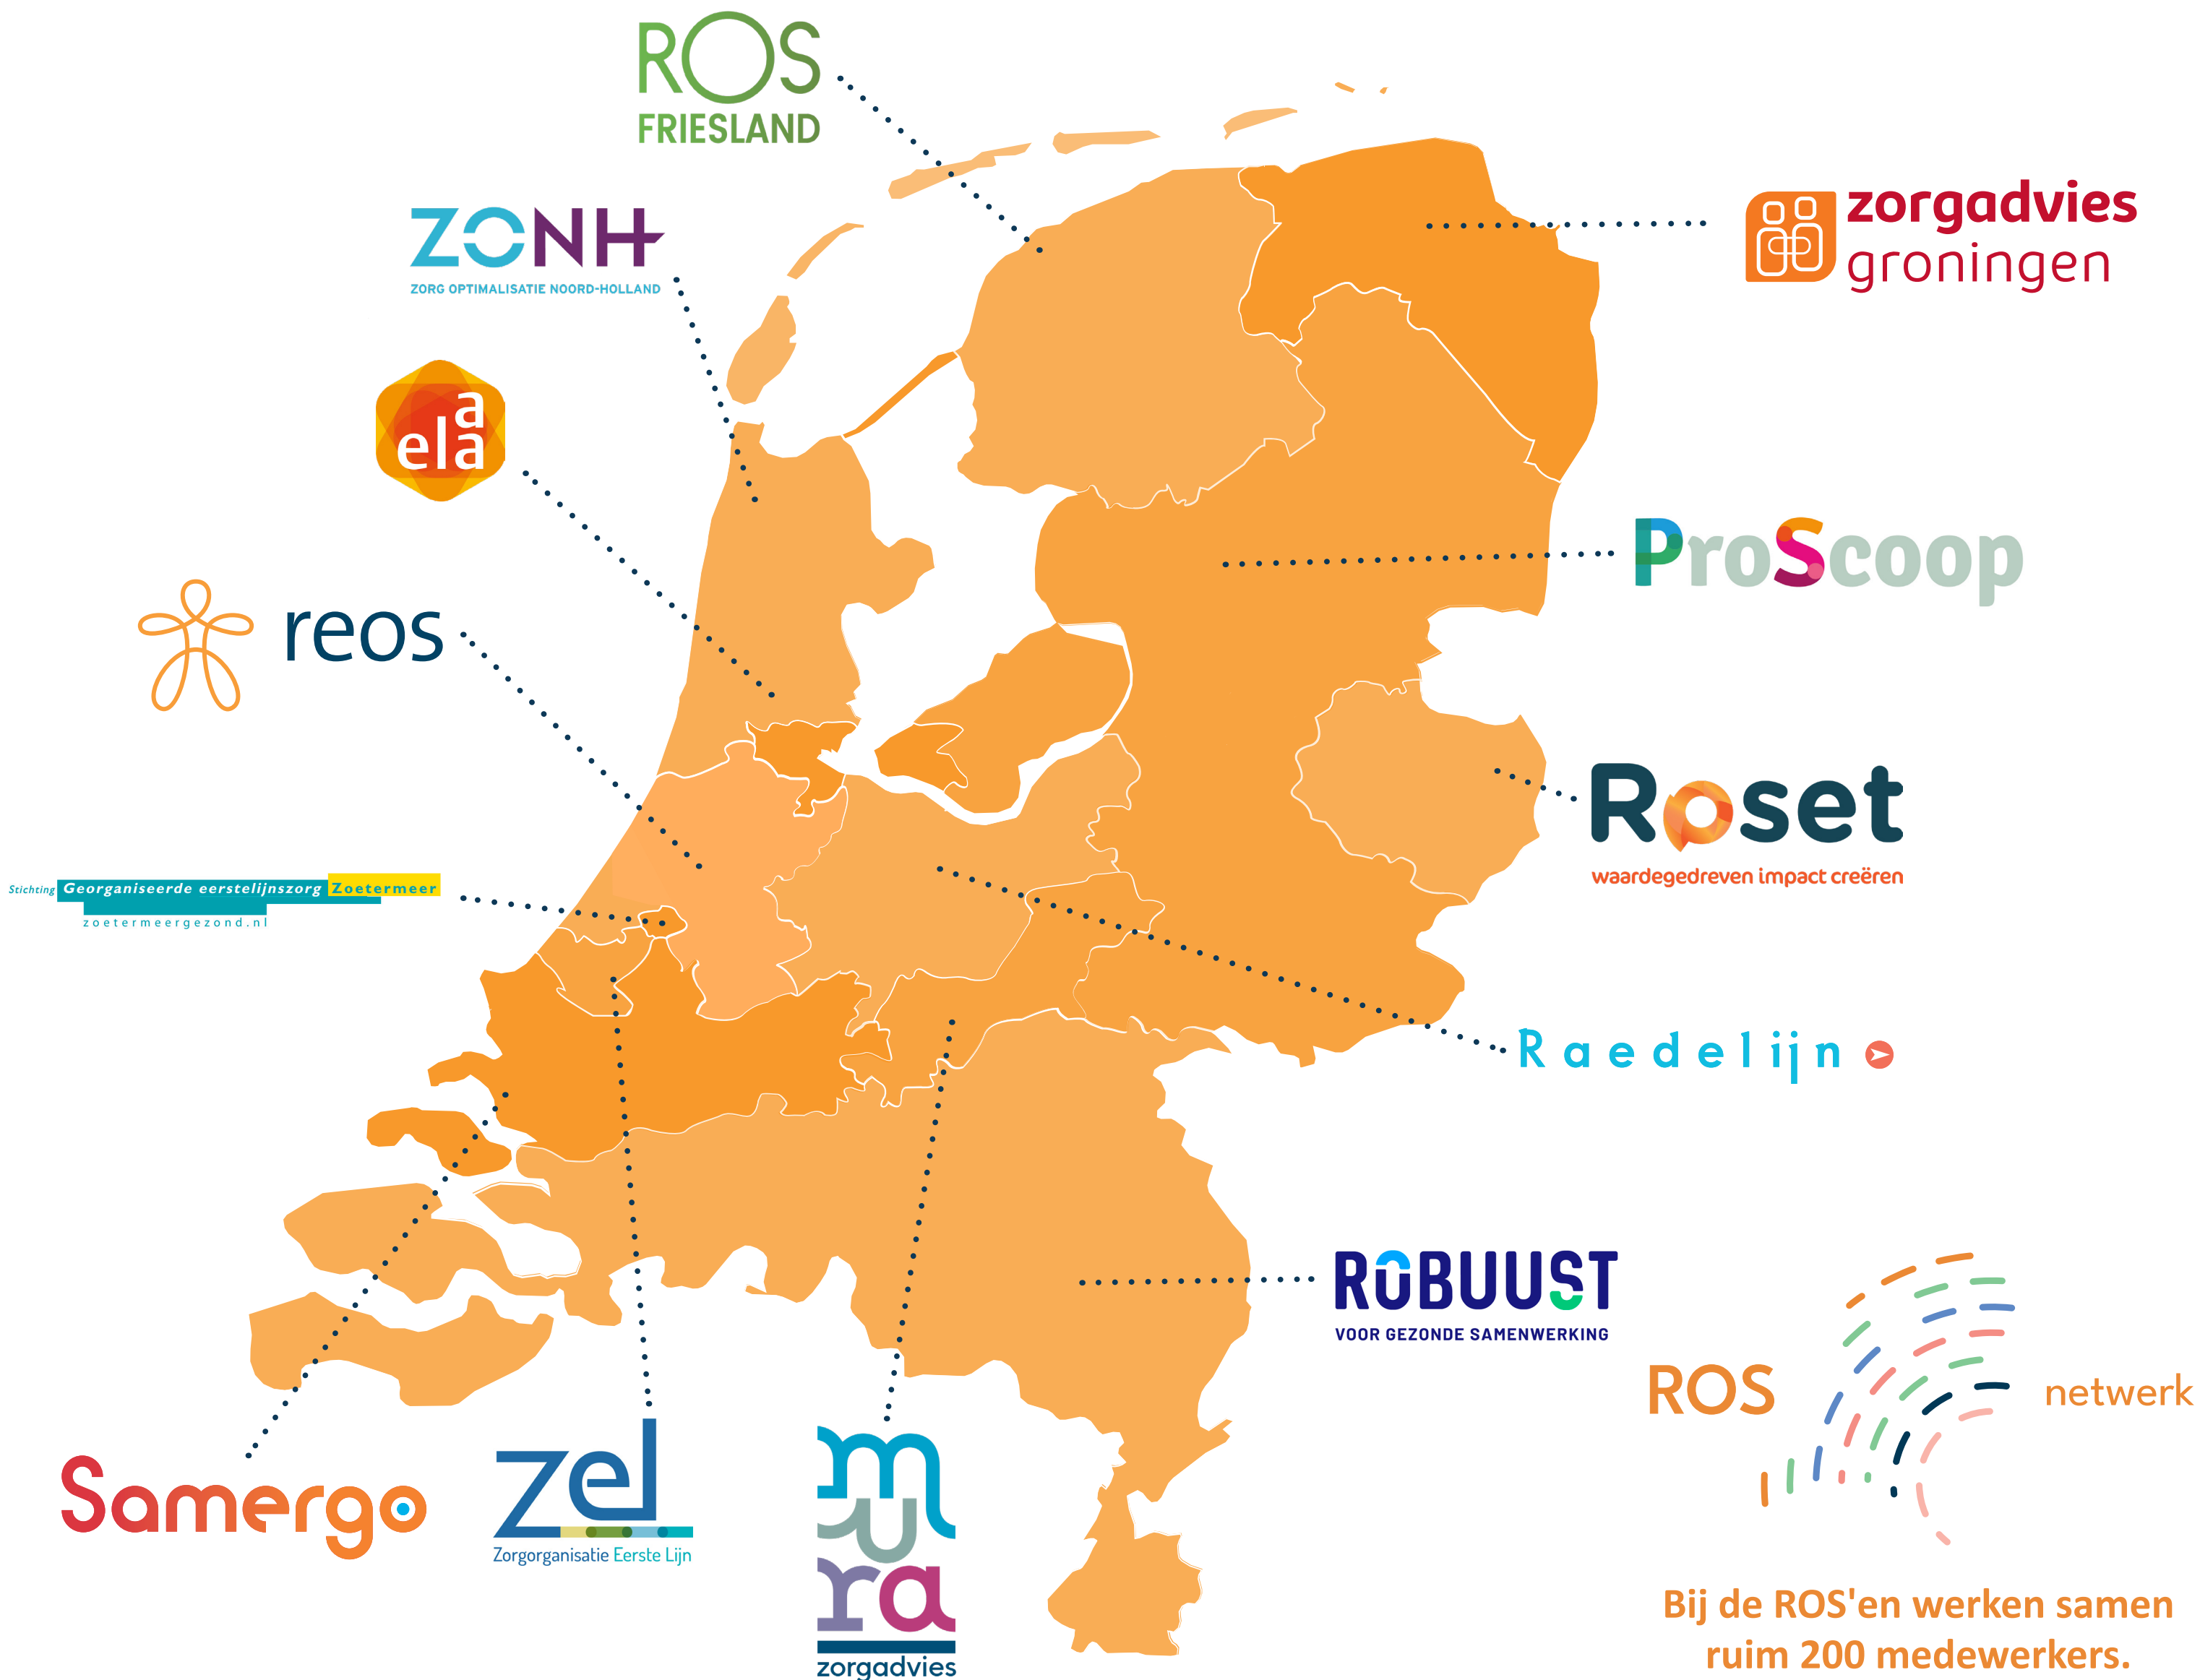 ROS
FRIESLAND
ZONH
ZORG OPTIMALISATIE NOORD-HOLLAND
zorgadvies
groningen
elaa
ProScoop
reos
Roset
waardegedreven impact creëren
Stichting Georganiseerde eerstelijnszorg Zoetermeer
zoetermeergezond.nl
Raedelijn
ROBUUST
VOOR GEZONDE SAMENWERKING
ROS netwerk
Samergo
zel
Zorgorganisatie Eerste Lijn
mura
zorgadvies
Bij de ROS'en werken samen
ruim 200 medewerkers.